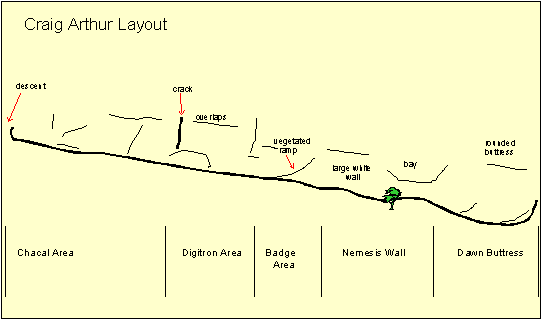 Craig Arthur Layout
descent
crack
overlaps
vegetated
ramp
large white
wall
bay
rounded
buttress
Chacal Area
Digitron Area
Badge
Area
Nemesis Wall
Dawn Buttress